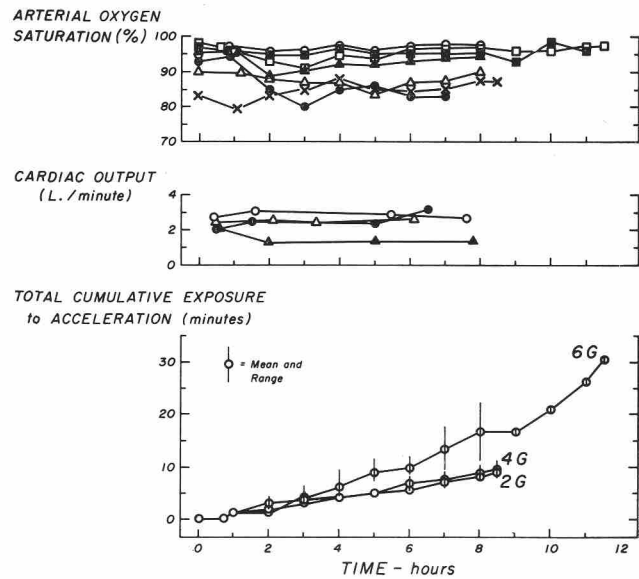 ARTERIAL OXYGEN
SATURATION (%)
100
90
80
70
CARDIAC OUTPUT
(L./minute)
4
2
0
TOTAL CUMULATIVE EXPOSURE
to ACCELERATION (minutes)
30
20
10
0
= Mean and
Range
6G
4G
2G
0
2
4
6
8
10
12
TIME - hours